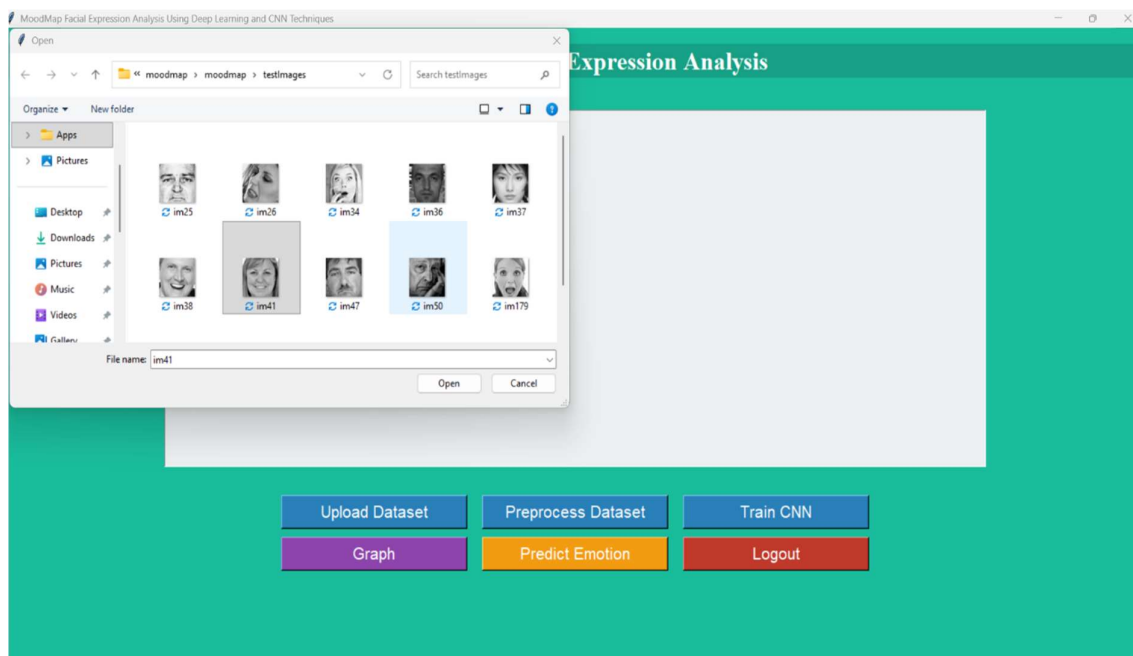 MoodMap Facial Expression Analysis Using Deep Learning and CNN Techniques
Open
Expression Analysis
« moodmap › moodmap › testImages
Search testImages
Organize
New folder
Apps
Pictures
im25
im26
im34
im36
im37
Desktop
Downloads
Pictures
Music
Videos
Gallery
im38
im41
im47
im50
im179
File name: im41
Open
Cancel
Upload Dataset
Preprocess Dataset
Train CNN
Graph
Predict Emotion
Logout